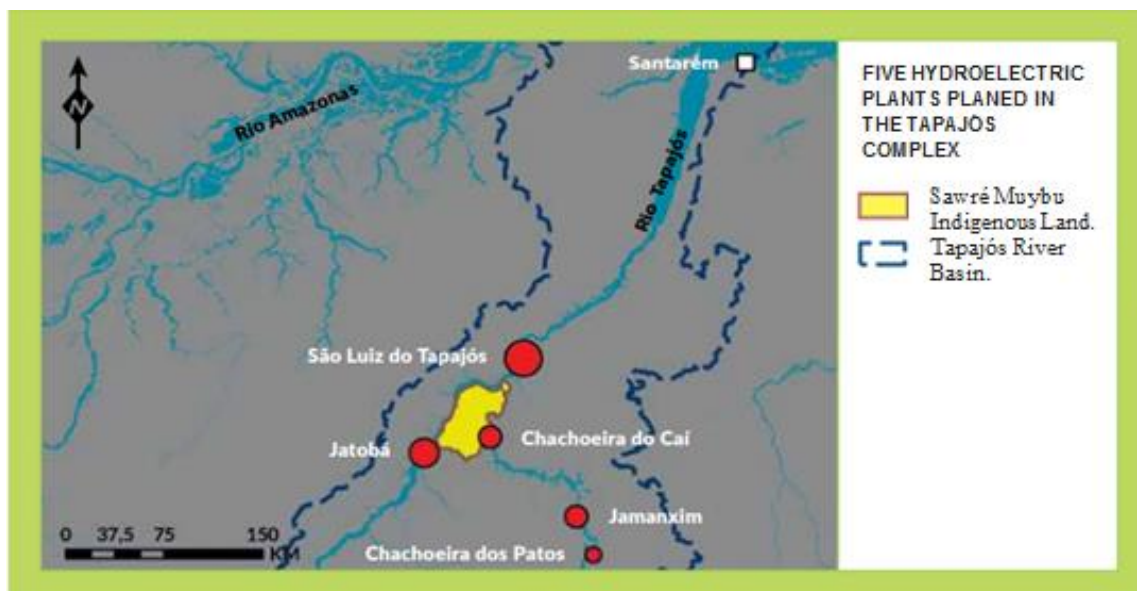 Santarém
Rio Amazonas
N
Rio Tapajós
São Luiz do Tapajós
Jatobá
Chachoeira do Caí
Jamanxim
Chachoeira dos Patos
0 37,5 75 150
KM
FIVE HYDROELECTRIC
PLANTS PLANED IN
THE TAPAJÓS
COMPLEX
Sawré Muybu
Indigenous Land.
Tapajós River
Basin.